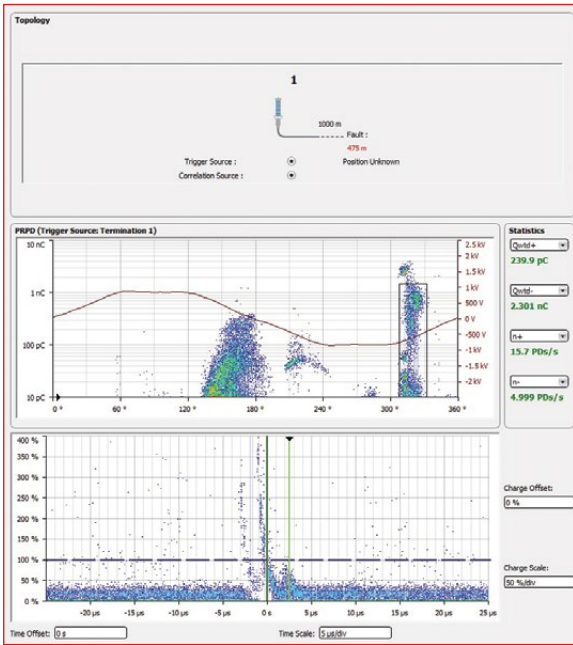 Topology
1
1000 m
Fault :
475 m
Trigger Source :
Position Unknown
Correlation Source :
PRPD (Trigger Source: Termination 1)
10 nC
1 nC
100 pC
10 pC
2.5 kV
2 kV
1.5 kV
1 kV
500 V
0 V
-500 V
-1 kV
-1.5 kV
-2 kV
0 °
60 °
120 °
180 °
240 °
300 °
360 °
Statistics
Qwtd+
239.9 pC
Qwtd-
2.301 nC
n+
15.7 PDs/s
n-
4.999 PDs/s
400 %
350 %
300 %
250 %
200 %
150 %
100 %
50 %
0 %
-20 µs
-15 µs
-10 µs
-5 µs
0 s
5 µs
10 µs
15 µs
20 µs
25 µs
Charge Offset:
0 %
Charge Scale:
50 %/div
Time Offset: 0 s
Time Scale: 5 µs/div